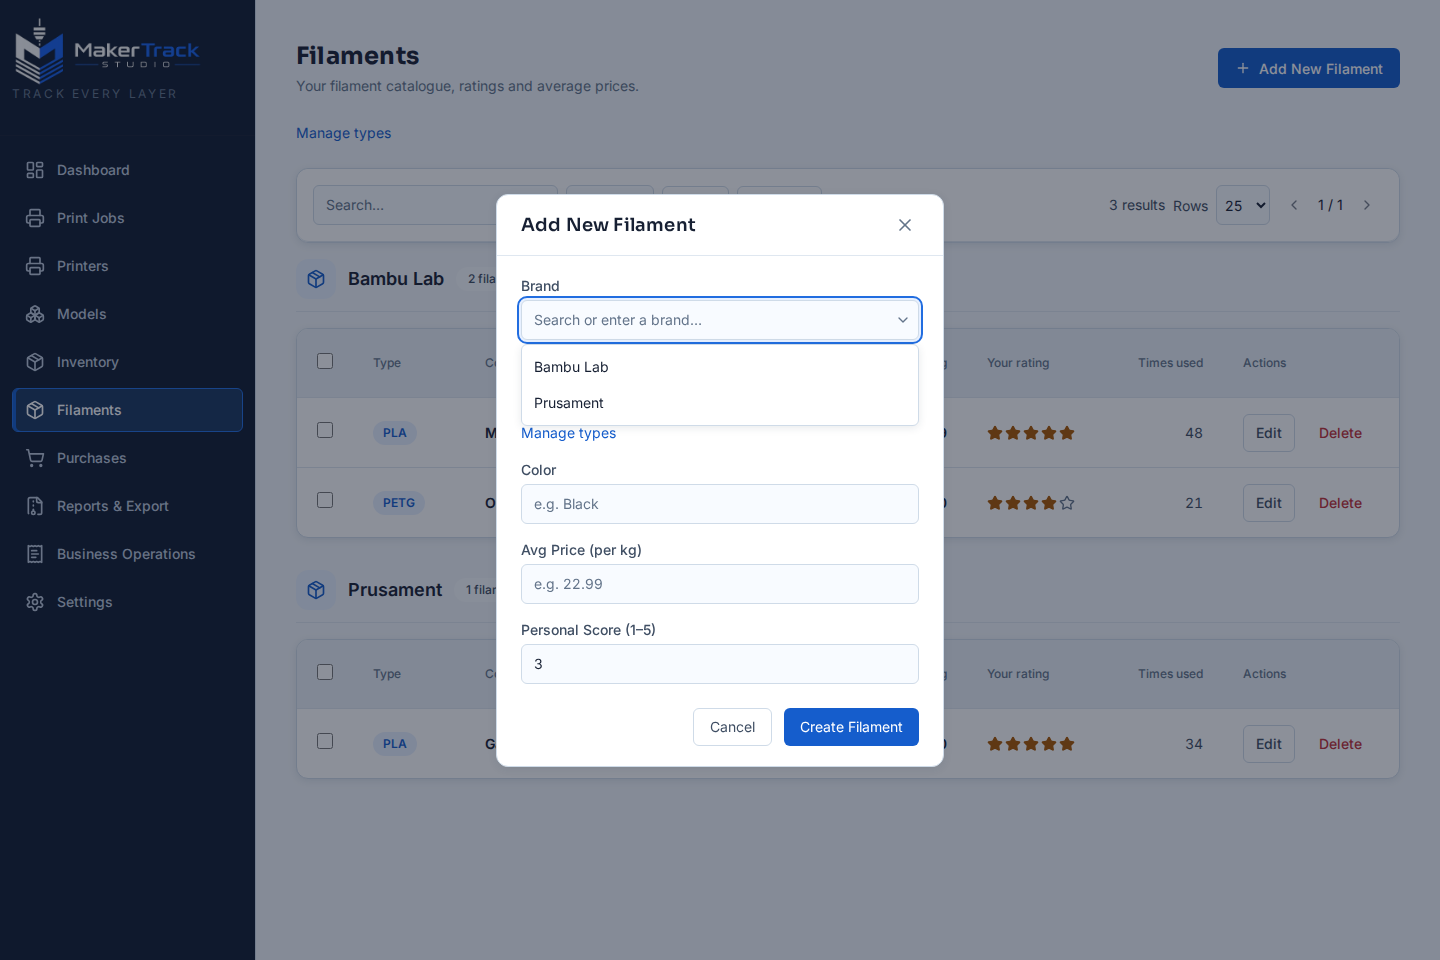 MakerTrack
STUDIO
TRACK EVERY LAYER
Dashboard
Print Jobs
Printers
Models
Inventory
Filaments
Purchases
Reports & Export
Business Operations
Settings
Filaments
Your filament catalogue, ratings and average prices.
+ Add New Filament
Manage types
Search...
3 results Rows 25 1 / 1
Bambu Lab
Type Your rating Times used Actions
PLA 48 Edit Delete
PETG 21 Edit Delete
Prusament
Type Your rating Times used Actions
PLA 34 Edit Delete
Add New Filament
Brand
Search or enter a brand...
Bambu Lab
Prusament
Manage types
Color
e.g. Black
Avg Price (per kg)
e.g. 22.99
Personal Score (1–5)
3
Cancel Create Filament